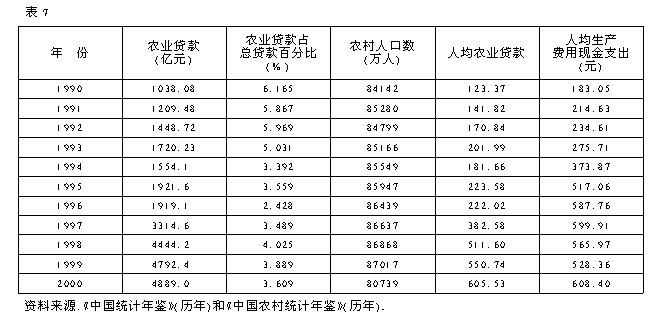 表 7
年 份 农业贷款(亿元) 农业贷款占总贷款百分比(%) 农村人口数(万人) 人均农业贷款 人均生产费用现金支出(元)
1990 1038.08 6.165 84142 123.37 183.05
1991 1209.48 5.867 85280 141.82 214.63
1992 1448.72 5.969 84799 170.84 234.61
1993 1720.23 5.031 85166 201.99 275.71
1994 1554.1 3.392 85549 181.66 373.87
1995 1921.6 3.559 85947 223.58 517.06
1996 1919.1 2.428 86439 222.02 587.76
1997 3314.6 3.489 86637 382.58 599.91
1998 4444.2 4.025 86868 511.60 565.97
1999 4792.4 3.889 87017 550.74 528.36
2000 4889.0 3.609 80739 605.53 608.40
资料来源.《中国统计年鉴》(历年)和《中国农村统计年鉴》(历年).